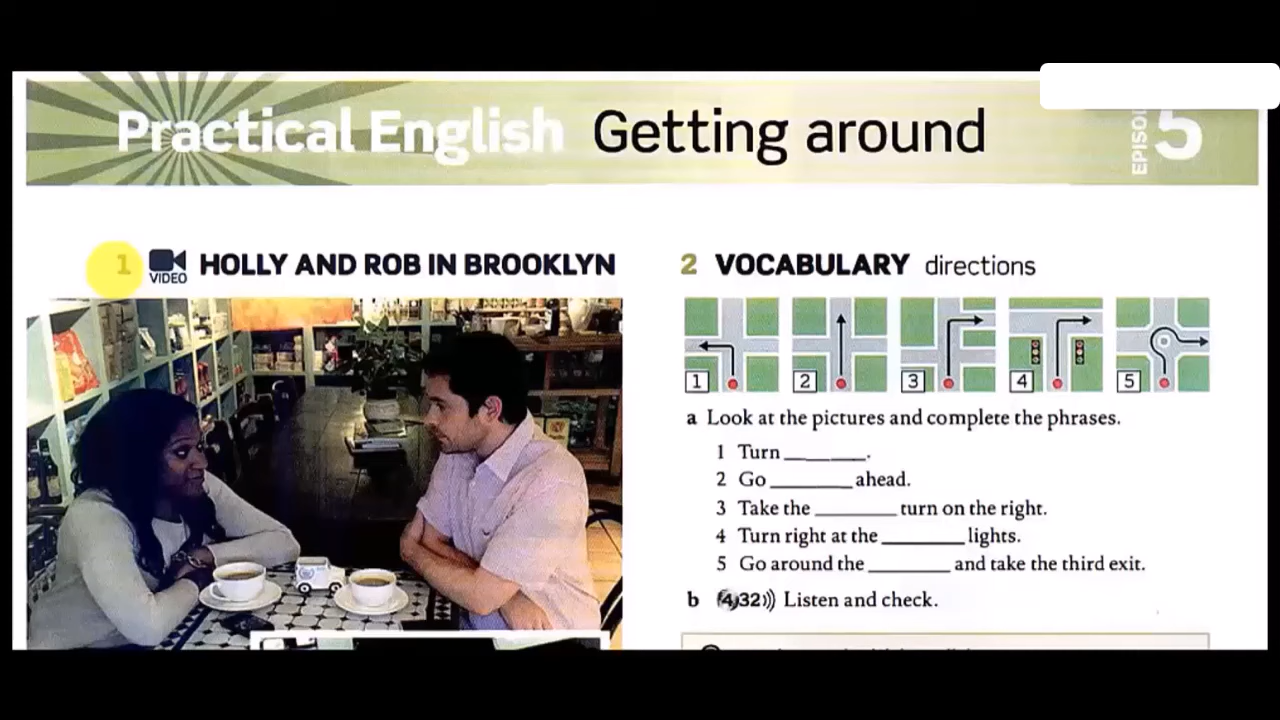 Practical English Getting around
EPISO 5
1 VIDEO HOLLY AND ROB IN BROOKLYN
2 VOCABULARY directions
1 2 3 4 5
a Look at the pictures and complete the phrases.
1 Turn ________.
2 Go ________ ahead.
3 Take the ________ turn on the right.
4 Turn right at the ________ lights.
5 Go around the ________ and take the third exit.
b 4 32 Listen and check.